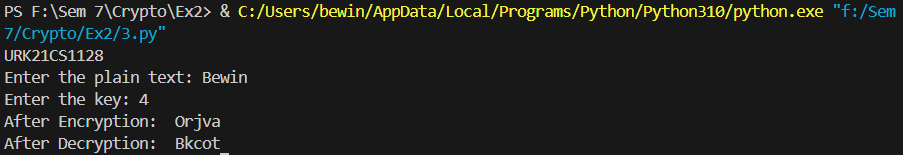 PS F:\Sem 7\Crypto\Ex2> & C:/Users/bewin/AppData/Local/Programs/Python/Python310/python.exe "f:/Sem
7/Crypto/Ex2/3.py"
URK21CS1128
Enter the plain text: Bewin
Enter the key: 4
After Encryption:  Orjva
After Decryption:  Bkcot